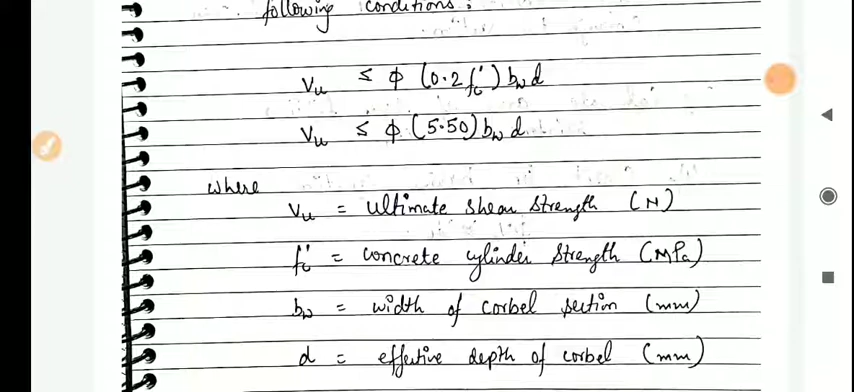 following conditions:
Vu ≤ ϕ (0.2 fc') bw d
Vu ≤ ϕ (5.50) bw d
where
Vu = ultimate shear strength (N)
fc' = concrete cylinder strength (MPa)
bw = width of corbel section (mm)
d = effective depth of corbel (mm)